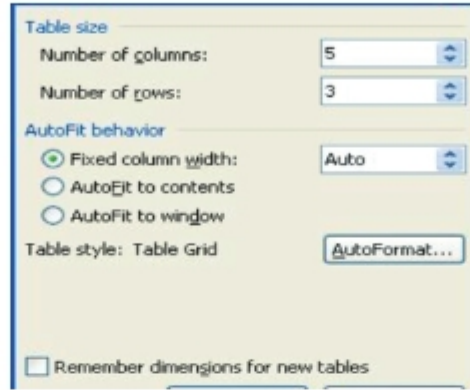 Table size
Number of columns: 5
Number of rows: 3
AutoFit behavior
Fixed column width: Auto
AutoFit to contents
AutoFit to window
Table style: Table Grid AutoFormat...
Remember dimensions for new tables